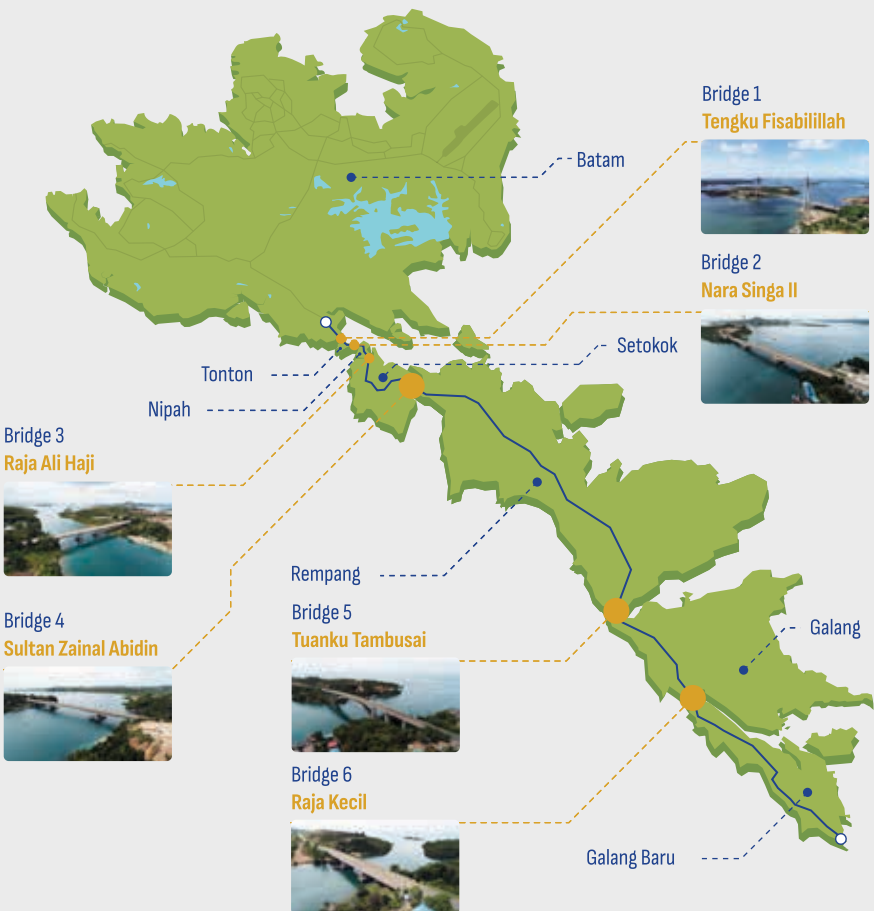 Bridge 1
Tengku Fisabilillah
Batam
Bridge 2
Nara Singa II
Setokok
Tonton
Nipah
Bridge 3
Raja Ali Haji
Rempang
Bridge 5
Tuanku Tambusai
Bridge 4
Sultan Zainal Abidin
Galang
Bridge 6
Raja Kecil
Galang Baru